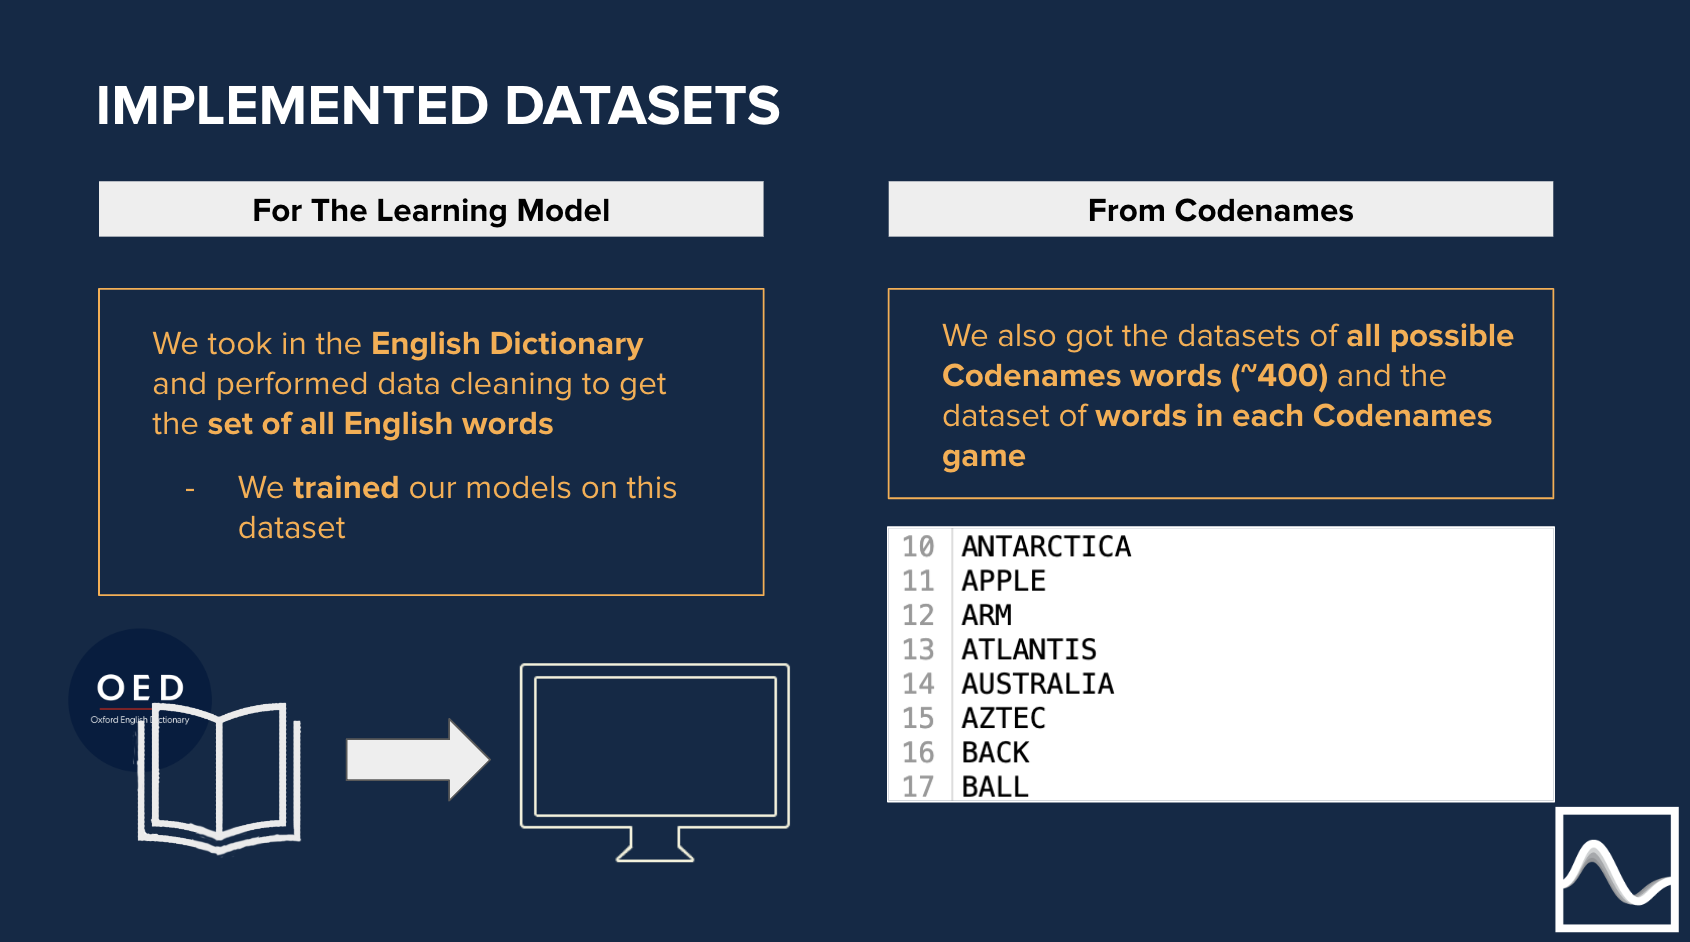 IMPLEMENTED DATASETS
For The Learning Model
We took in the English Dictionary
and performed data cleaning to get
the set of all English words
- We trained our models on this
dataset
OED
Oxford English Dictionary
From Codenames
We also got the datasets of all possible
Codenames words (~400) and the
dataset of words in each Codenames
game
10 ANTARCTICA
11 APPLE
12 ARM
13 ATLANTIS
14 AUSTRALIA
15 AZTEC
16 BACK
17 BALL